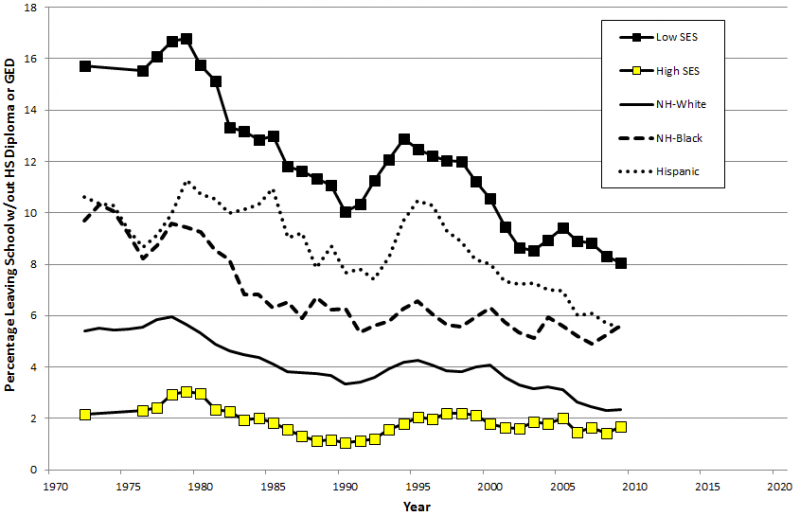 Percentage Leaving School w/out HS Diploma or GED
18
16
14
12
10
8
6
4
2
0
Low SES
High SES
NH-White
NH-Black
Hispanic
1970 1975 1980 1985 1990 1995 2000 2005 2010 2015 2020
Year